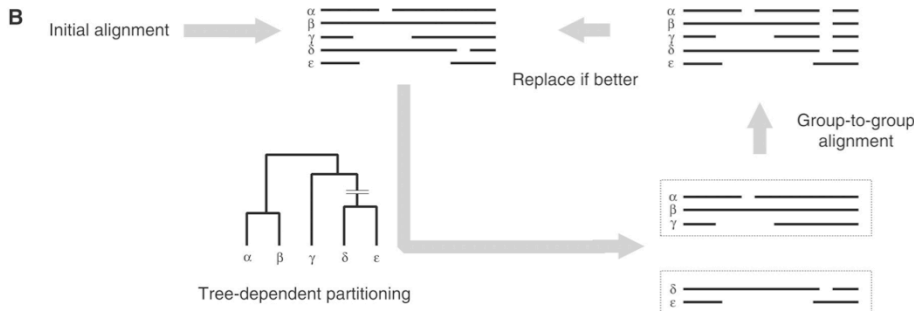 B
Initial alignment
α
β
γ
δ
ε
Replace if better
α
β
γ
δ
ε
Group-to-group
alignment
α
β
γ
δ
ε
α β γ δ ε
Tree-dependent partitioning